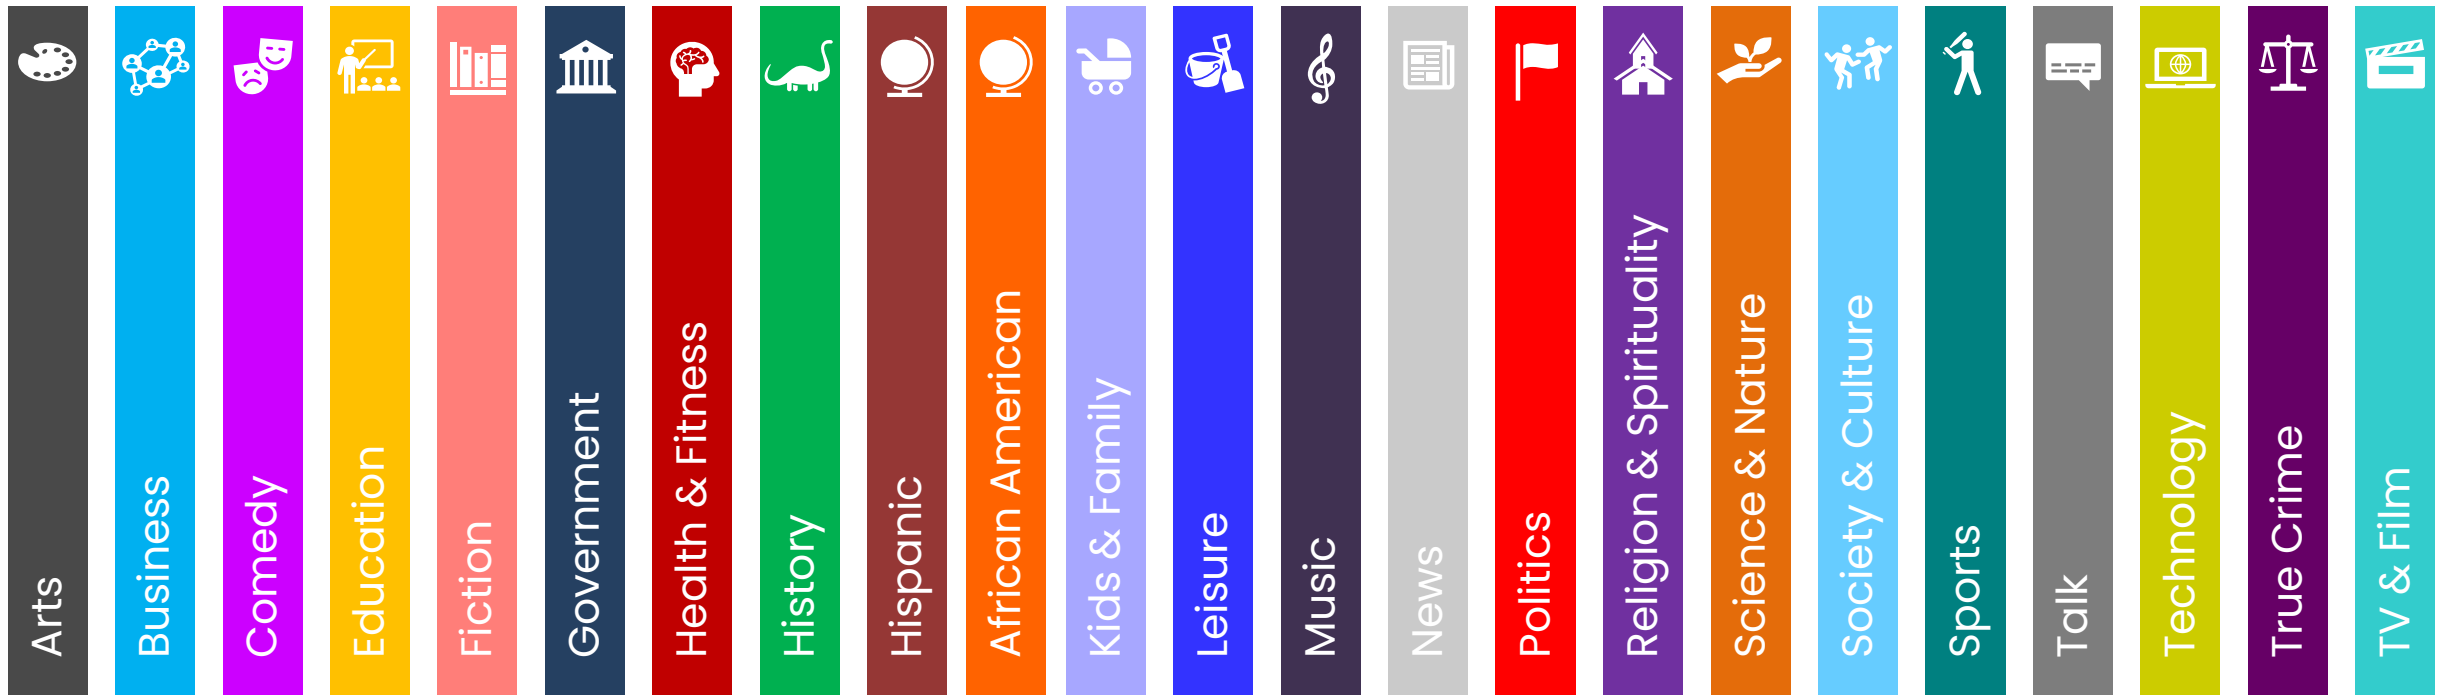 Arts
Business
Comedy
Education
Fiction
Government
Health & Fitness
History
Hispanic
African American
Kids & Family
Leisure
Music
News
Politics
Religion & Spirituality
Science & Nature
Society & Culture
Sports
Talk
Technology
True Crime
TV & Film